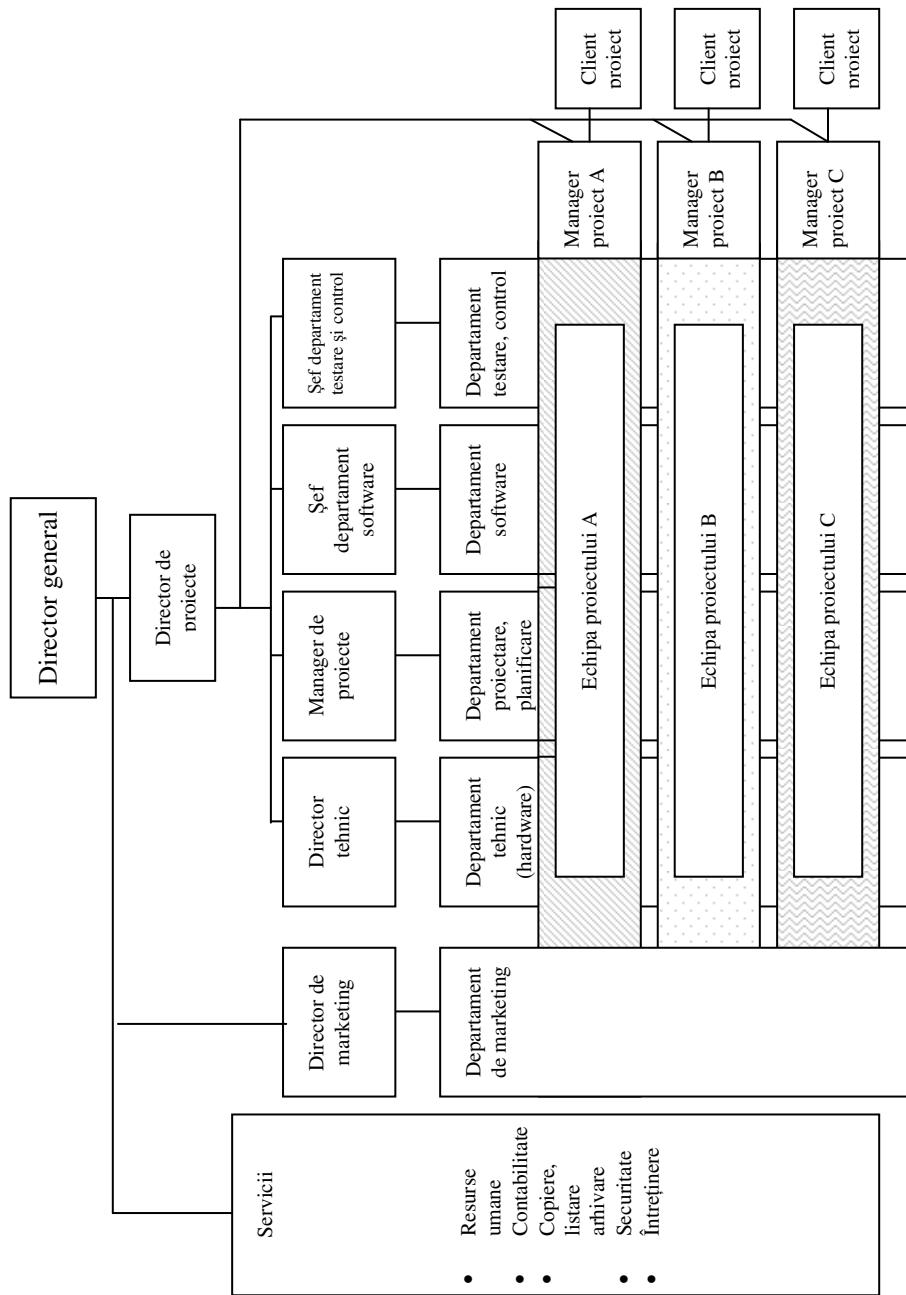 Director general
Director de
proiecte
Servicii
• Resurse
umane
• Contabilitate
• Copiere,
listare
arhivare
• Securitate
• Întreținere
Director de
marketing
Director
tehnic
Manager de
proiecte
Şef
departament
software
Şef departament
testare și control
Departament
de marketing
Departament
tehnic
(hardware)
Departament
proiectare,
planificare
Departament
software
Departament
testare, control
Echipa proiectului A
Manager
proiect A
Client
proiect
Echipa proiectului B
Manager
proiect B
Client
proiect
Echipa proiectului C
Manager
proiect C
Client
proiect